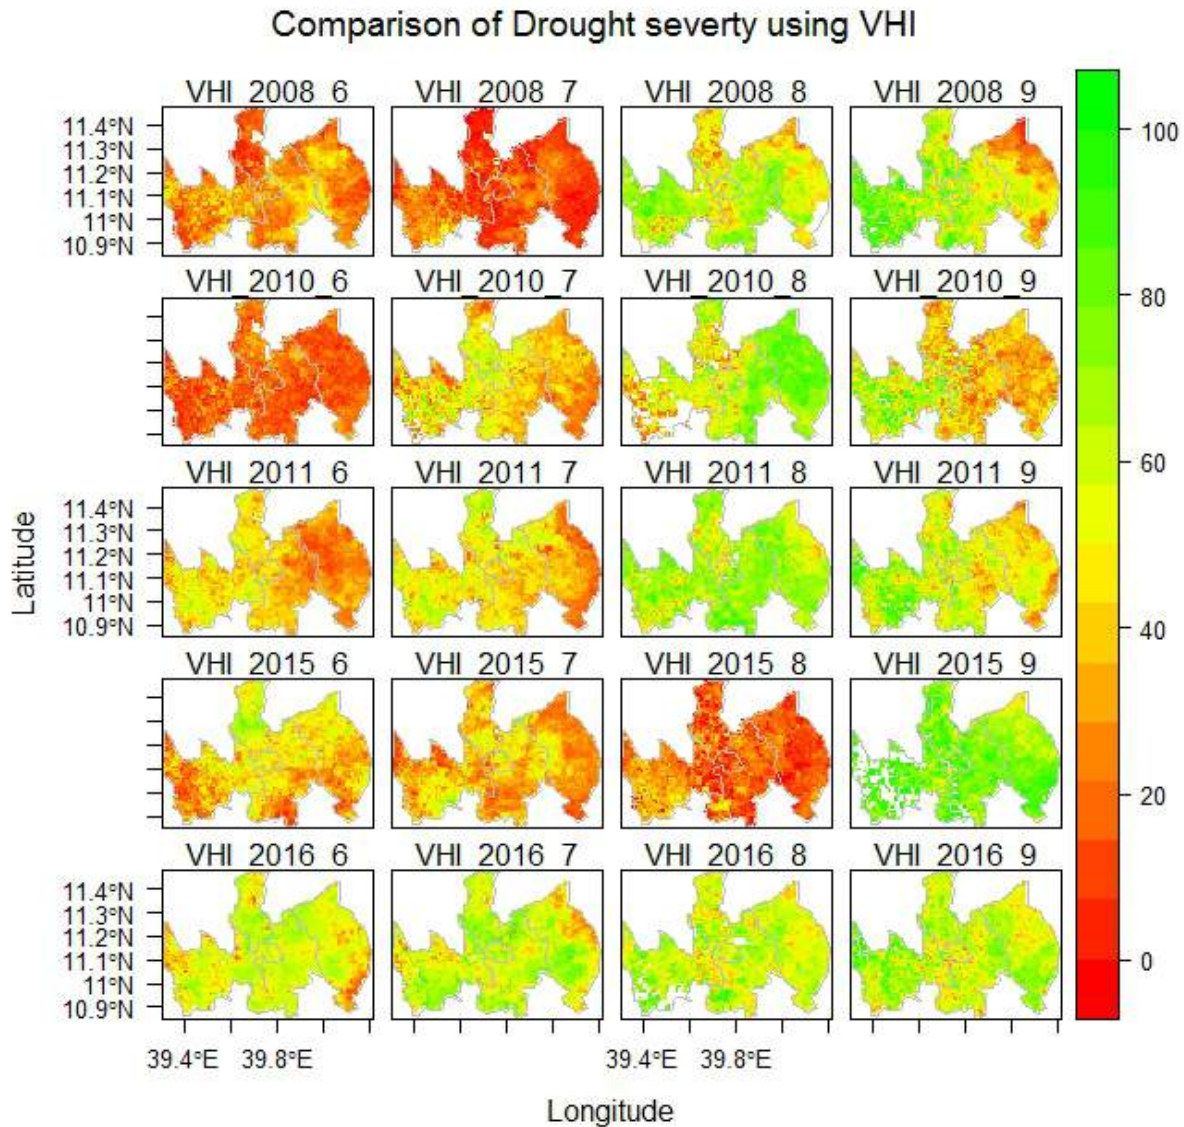 Comparison of Drought severty using VHI
VHI_2008_6 VHI_2008_7 VHI_2008_8 VHI_2008_9
11.4°N
11.3°N
11.2°N
11.1°N
11°N
10.9°N
VHI_2010_6 VHI_2010_7 VHI_2010_8 VHI_2010_9
VHI_2011_6 VHI_2011_7 VHI_2011_8 VHI_2011_9
11.4°N
11.3°N
11.2°N
11.1°N
11°N
10.9°N
VHI_2015_6 VHI_2015_7 VHI_2015_8 VHI_2015_9
VHI_2016_6 VHI_2016_7 VHI_2016_8 VHI_2016_9
11.4°N
11.3°N
11.2°N
11.1°N
11°N
10.9°N
39.4°E 39.8°E 39.4°E 39.8°E
Latitude
Longitude
100
80
60
40
20
0